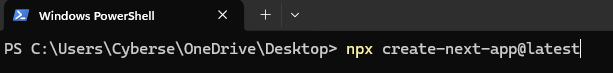 Windows PowerShell
PS C:\Users\Cyberse\OneDrive\Desktop> npx create-next-app@latest